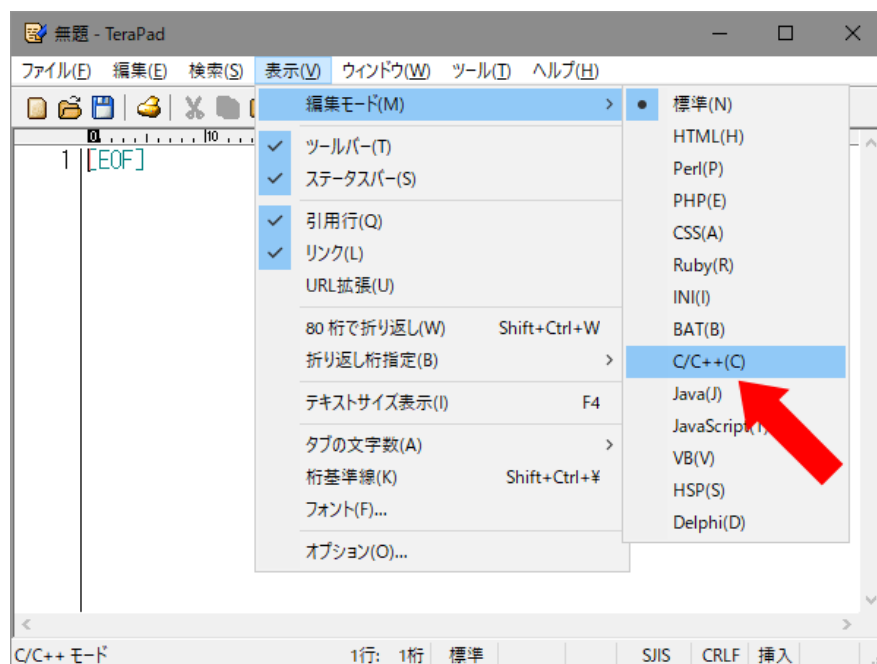 無題 - TeraPad
ファイル(F) 編集(E) 検索(S) 表示(V) ウィンドウ(W) ツール(T) ヘルプ(H)
0 10
1 [EOF]
編集モード(M)
ツールバー(T)
ステータスバー(S)
引用行(Q)
リンク(L)
URL拡張(U)
80 桁で折り返し(W) Shift+Ctrl+W
折り返し桁指定(B)
テキストサイズ表示(I) F4
タブの文字数(A)
桁基準線(K) Shift+Ctrl+¥
フォント(F)...
オプション(O)...
標準(N)
HTML(H)
Perl(P)
PHP(E)
CSS(A)
Ruby(R)
INI(I)
BAT(B)
C/C++(C)
Java(J)
JavaScript
VB(V)
HSP(S)
Delphi(D)
C/C++ モード 1行: 1桁 標準 SJIS CRLF 挿入